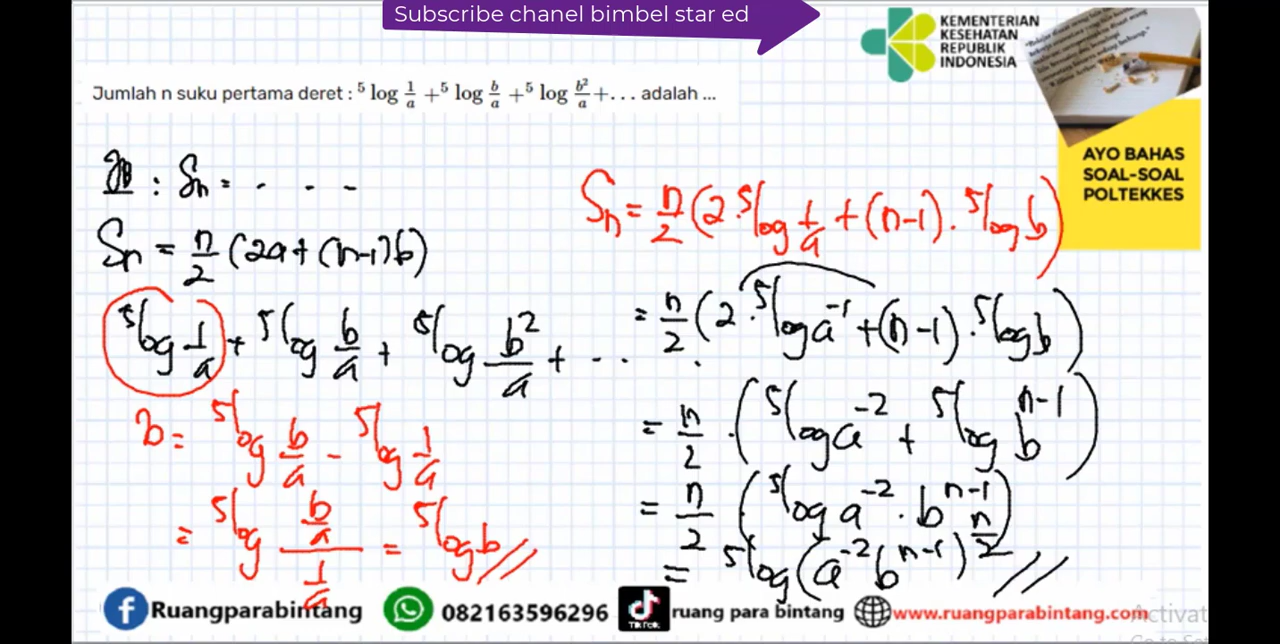 Subscribe chanel bimbel star ed
KEMENTERIAN
KESEHATAN
REPUBLIK
INDONESIA
Jumlah n suku pertama deret : ⁵log 1/a + ⁵log b/a + ⁵log b²/a + ... adalah ...
AYO BAHAS
SOAL-SOAL
POLTEKKES
: Sn = . . .
Sn = n/2 (2a + (n-1)b)
⁵log 1/a + ⁵log b/a + ⁵log b²/a + ...
b = ⁵log b/a - ⁵log 1/a
= ⁵log (b/a)/(1/a) = ⁵log b //
Sn = n/2 (2 . ⁵log 1/a + (n-1) . ⁵log b)
= n/2 (2 . ⁵log a⁻¹ + (n-1) . ⁵log b)
= n/2 . (⁵log a⁻² + ⁵log b^(n-1))
= n/2 (⁵log a⁻² . b^(n-1))
= ⁵log (a⁻² b^(n-1))^(n/2) //
Ruangparabintang
082163596296
TIKTOK
ruang para bintang
www.ruangparabintang.com
Activat